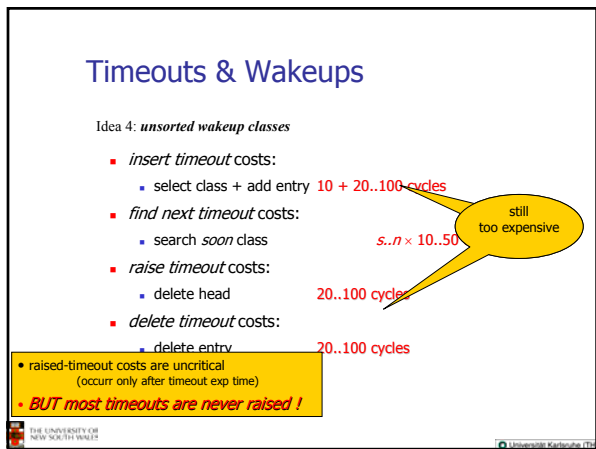 Timeouts & Wakeups
Idea 4: unsorted wakeup classes
▪ insert timeout costs:
▪ select class + add entry 10 + 20..100 cycles
▪ find next timeout costs:
▪ search soon class s..n × 10..50
still
too expensive
▪ raise timeout costs:
▪ delete head 20..100 cycles
▪ delete timeout costs:
▪ delete entry 20..100 cycles
• raised-timeout costs are uncritical
(occurr only after timeout exp time)
• BUT most timeouts are never raised !
THE UNIVERSITY OF
NEW SOUTH WALES
Universität Karlsruhe (TH